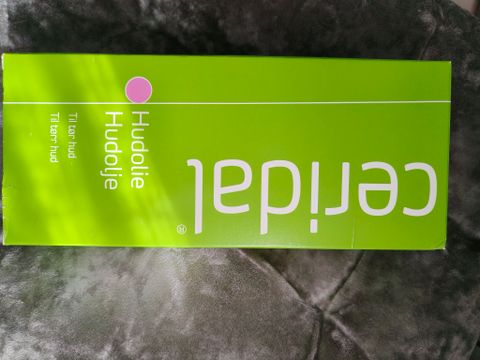 ceridal®
Hudolie
Hudolje
Til tør hud
Til tørr hud